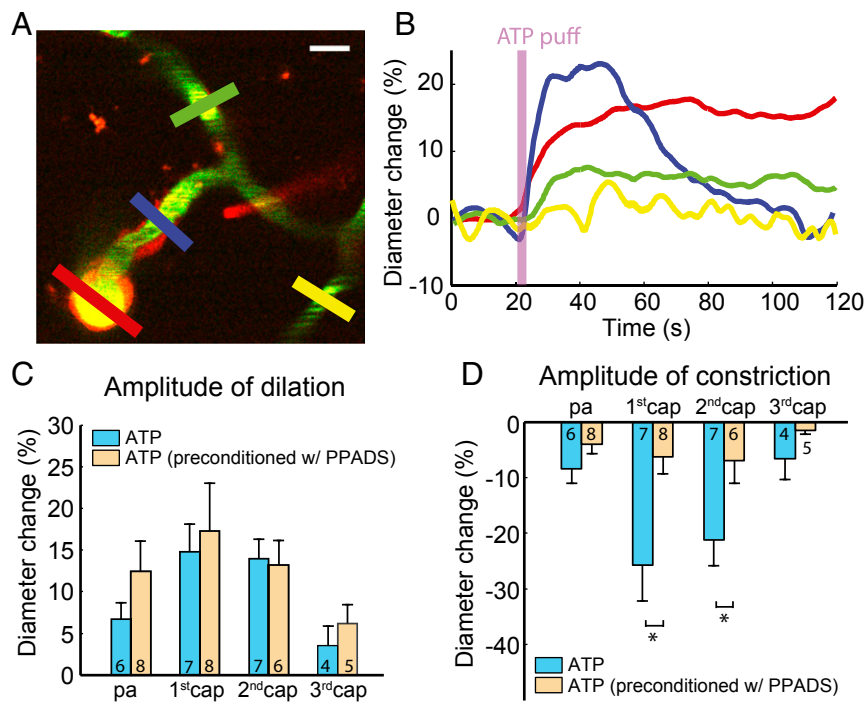 A
B
ATP puff
Diameter change (%)
20
10
0
-10
0
20
40
60
80
100
120
Time (s)
C
Amplitude of dilation
Diameter change (%)
30
25
20
15
10
5
0
ATP
ATP (preconditioned w/ PPADS)
6 8 7 8 7 6 4 5
pa 1stcap 2ndcap 3rdcap
D
Amplitude of constriction
pa 1stcap 2ndcap 3rdcap
Diameter change (%)
0
-10
-20
-30
-40
6 8 7 8 7 6 4 5
* *
ATP
ATP (preconditioned w/ PPADS)